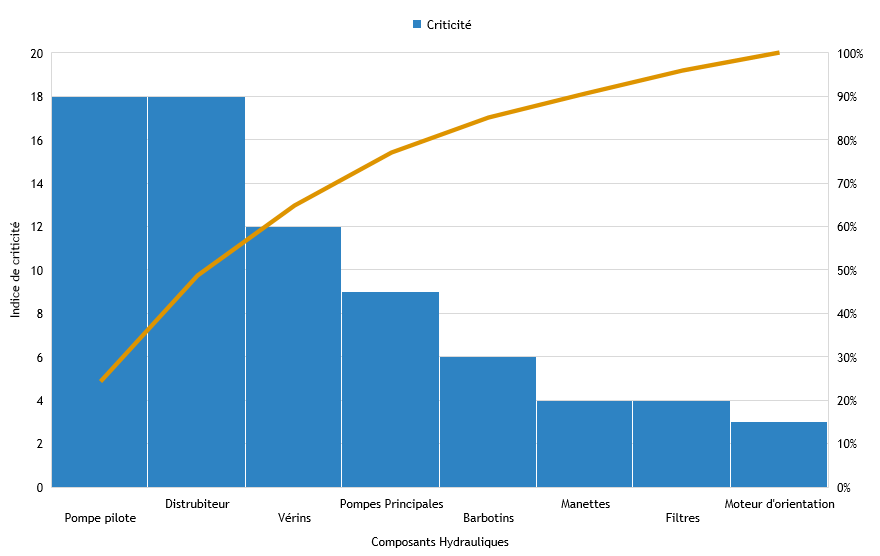 Criticité
20
18
16
14
12
10
8
6
4
2
0
Indice de criticité
100%
90%
80%
70%
60%
50%
40%
30%
20%
10%
0%
Pompe pilote
Distrubiteur
Vérins
Pompes Principales
Barbotins
Manettes
Filtres
Moteur d'orientation
Composants Hydrauliques